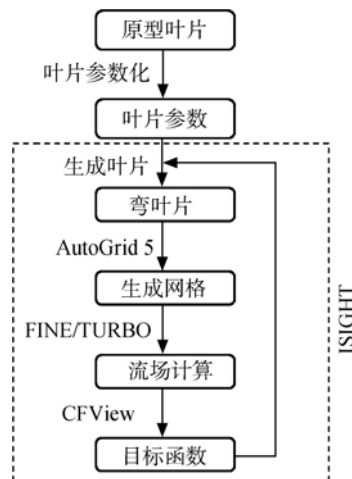 原型叶片
叶片参数化
叶片参数
生成叶片
弯叶片
AutoGrid 5
生成网格
FINE/TURBO
流场计算
CFView
目标函数
ISIGHT